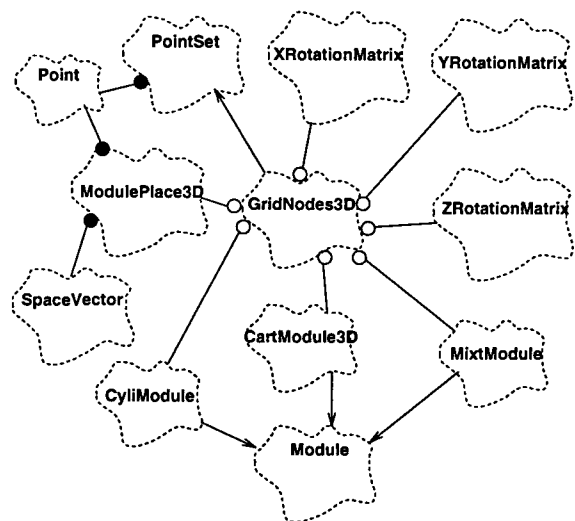 PointSet
XRotationMatrix
YRotationMatrix
Point
ModulePlace3D
GridNodes3D
ZRotationMatrix
SpaceVector
CartModule3D
MixtModule
CyliModule
Module